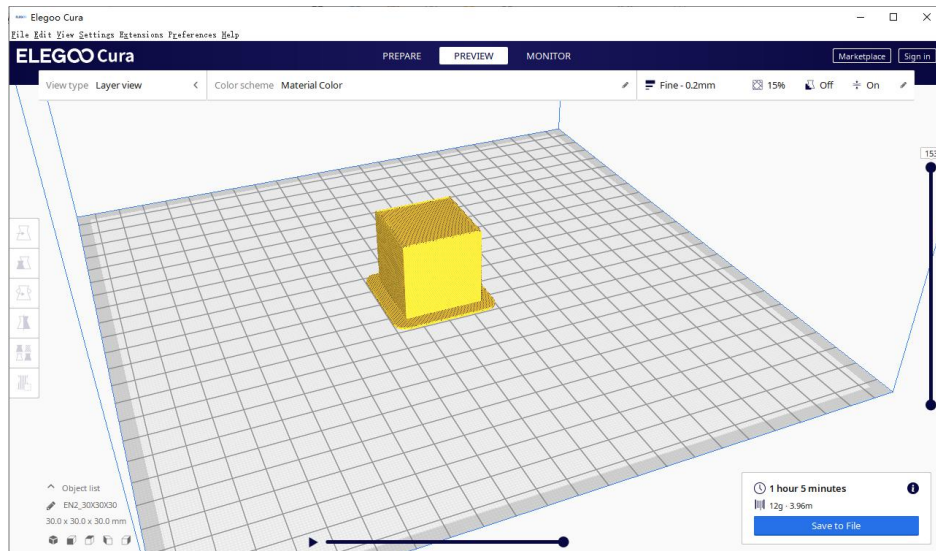 Elegoo Cura
File Edit View Settings Extensions Preferences Help
ELEGOO Cura
PREPARE PREVIEW MONITOR
Marketplace Sign in
View type Layer view
Color scheme Material Color
Fine - 0.2mm 15% Off On
153
Object list
EN2_30X30X30
30.0 x 30.0 x 30.0 mm
1 hour 5 minutes
12g · 3.96m
Save to File